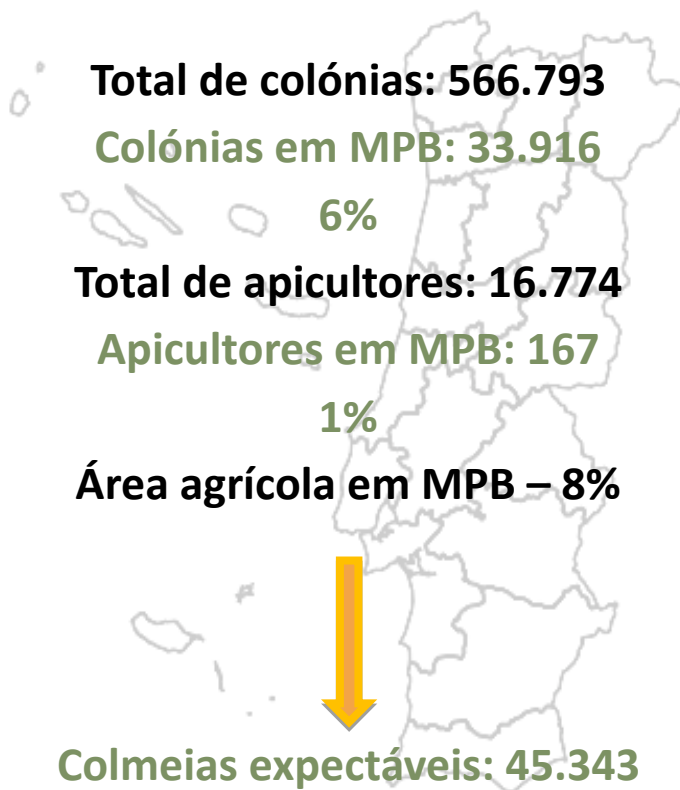 Total de colónias: 566.793
Colónias em MPB: 33.916
6%
Total de apicultores: 16.774
Apicultores em MPB: 167
1%
Área agrícola em MPB – 8%
Colmeias expectáveis: 45.343